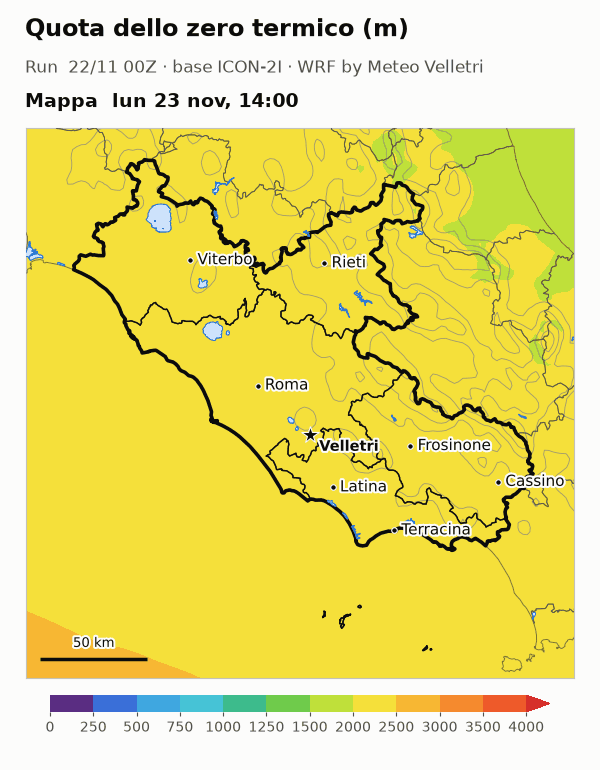 Quota dello zero termico (m)
Run  22/11 00Z · base ICON-2I · WRF by Meteo Velletri
Mappa  lun 23 nov, 14:00
Viterbo
Rieti
Roma
Velletri
Frosinone
Latina
Cassino
Terracina
50 km
0 250 500 750 1000 1250 1500 2000 2500 3000 3500 4000